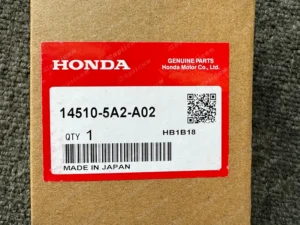 GENUINE PARTS
HONDA Honda Motor Co., Ltd.
14510-5A2-A02
QTY 1 HB1B18
MADE IN JAPAN